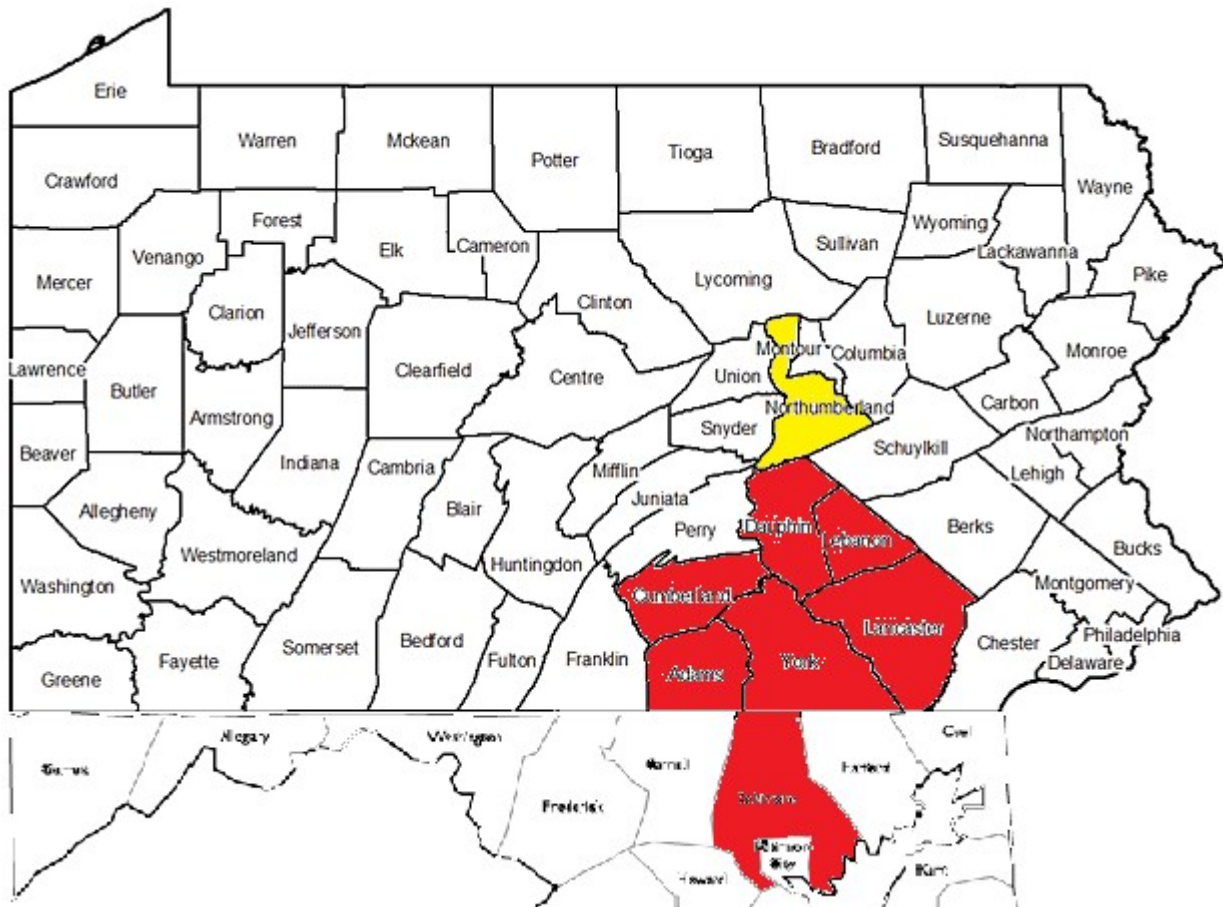 Erie
Warren
Mckean
Potter
Tioga
Bradford
Susquehanna
Wayne
Crawford
Forest
Elk
Cameron
Sullivan
Wyoming
Lackawanna
Pike
Mercer
Venango
Clarion
Jefferson
Clinton
Lycoming
Luzerne
Monroe
Lawrence
Butler
Armstrong
Clearfield
Centre
Union
Montour
Columbia
Carbon
Northumberland
Snyder
Schuylkill
Northampton
Lehigh
Beaver
Allegheny
Indiana
Cambria
Blair
Mifflin
Juniata
Perry
Dauphin
Lebanon
Berks
Bucks
Washington
Westmoreland
Huntingdon
Cumberland
Lancaster
Montgomery
Philadelphia
Delaware
Chester
Greene
Fayette
Somerset
Bedford
Fulton
Franklin
Adams
York
Washington
Frederick
Howard